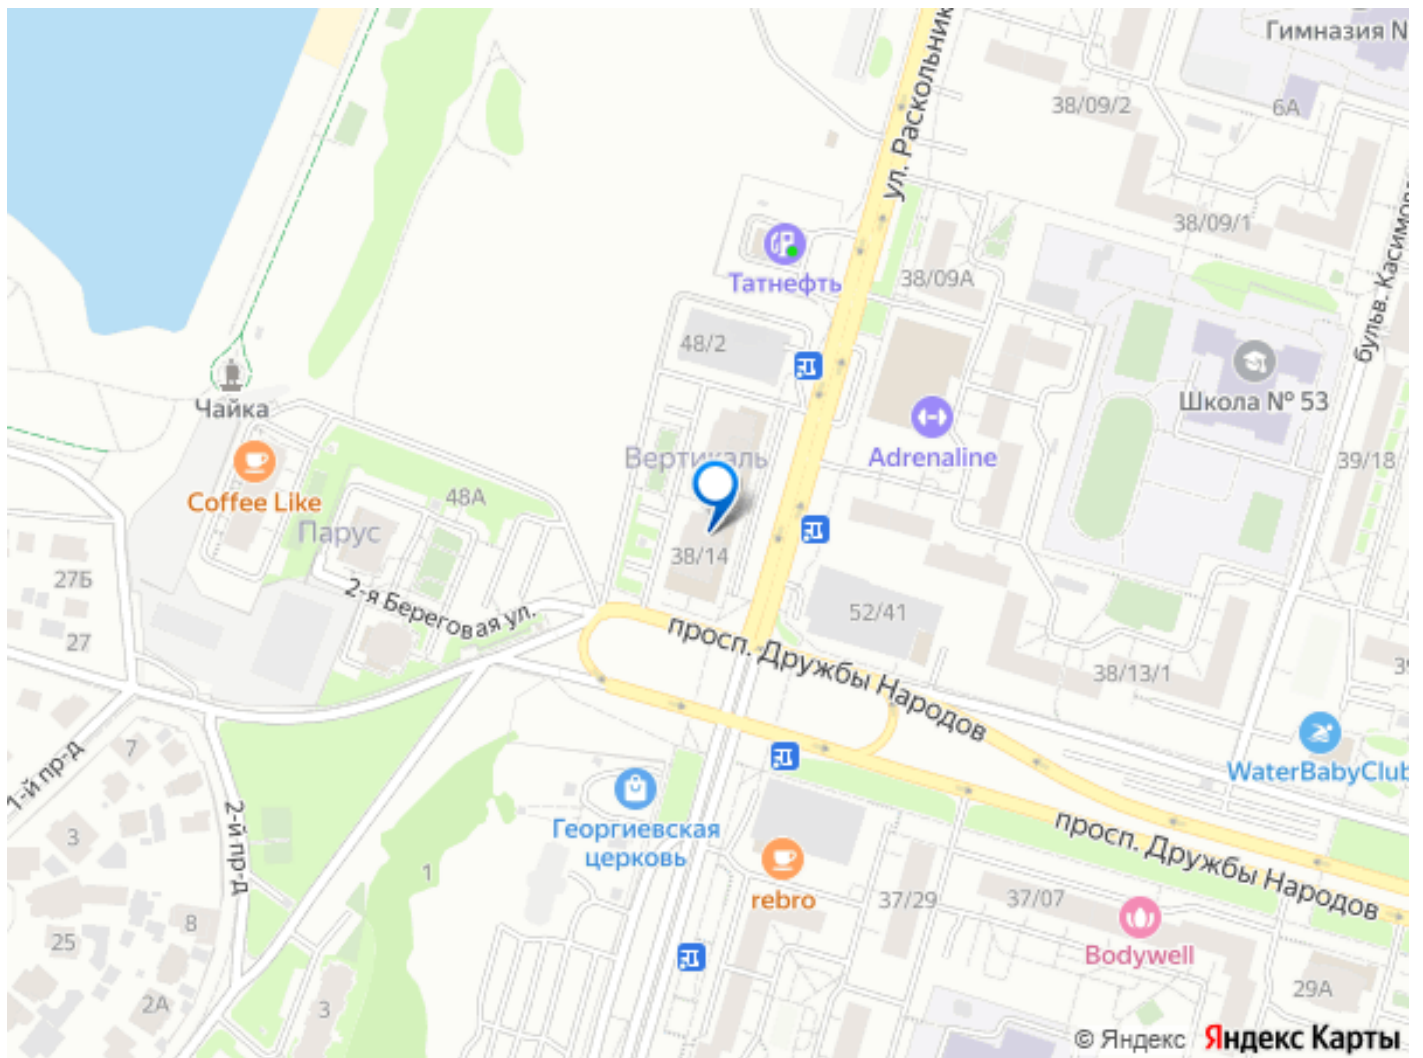 Гимназия N
ул. Раскольник
38/09/2
6А
38/09/1
бульв. Касимов
Татнефть
38/09А
48/2
Школа № 53
Чайка
Adrenaline
Вертикаль
39/18
Coffee Like
48А
Парус
38/14
27Б
2-я Береговая ул.
52/41
27
просп. Дружбы Народов
38/13/1
39
7
1-й пр-д
WaterBabyClub
2-й пр-д
Георгиевская
церковь
3
просп. Дружбы Народов
1
rebro
37/29
37/07
8
25
Bodywell
2А
3
29А
© Яндекс Яндекс Карты